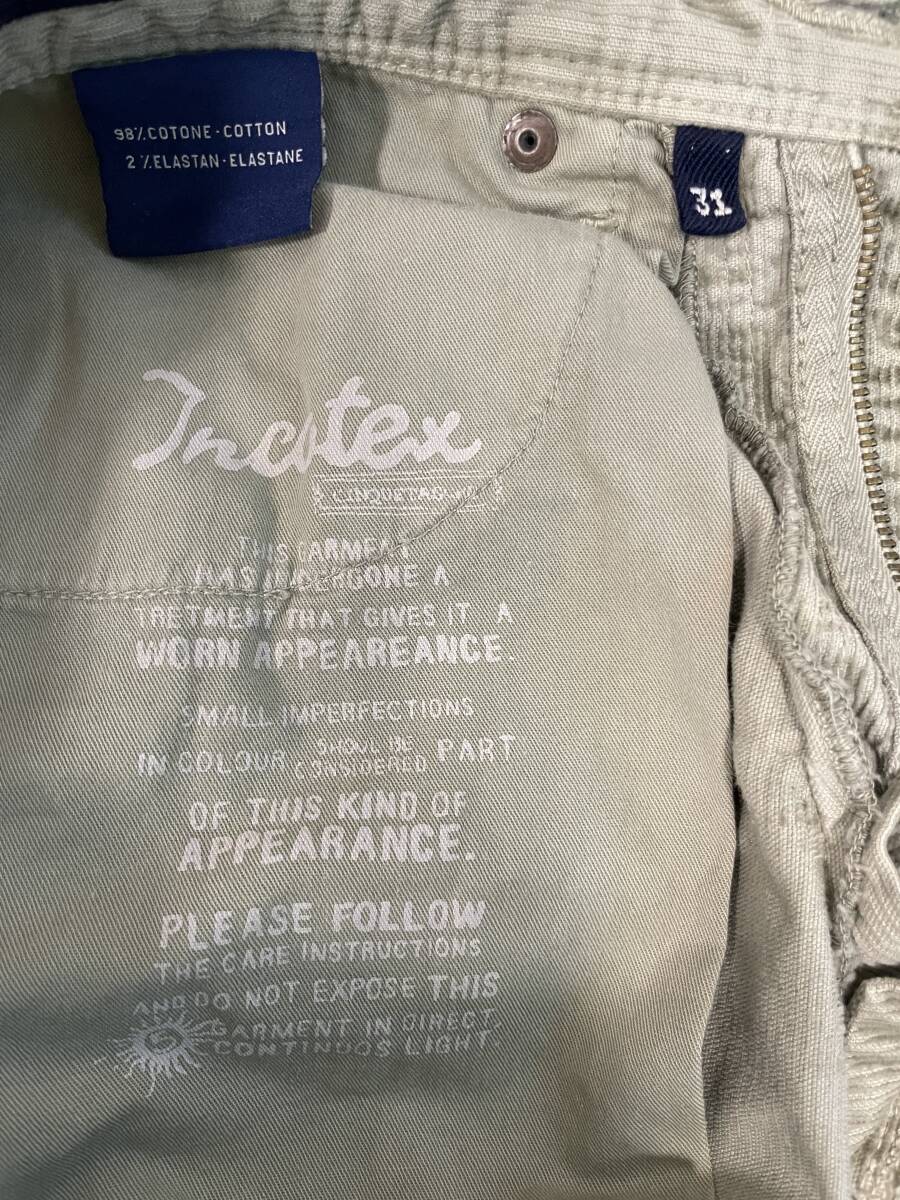 98% COTONE - COTTON
2% ELASTAN - ELASTANE
31
Incotex
THIS GARMENT
HAS UNDERGONE A
TRETMENT THAT GIVES IT A
WORN APPEAREANCE.
SMALL IMPERFECTIONS
IN COLOUR SHOUL BE CONSIDERED PART
OF THIS KIND OF
APPEARANCE.
PLEASE FOLLOW
THE CARE INSTRUCTIONS
AND DO NOT EXPOSE THIS
GARMENT IN DIRECT,
CONTINUOS LIGHT.